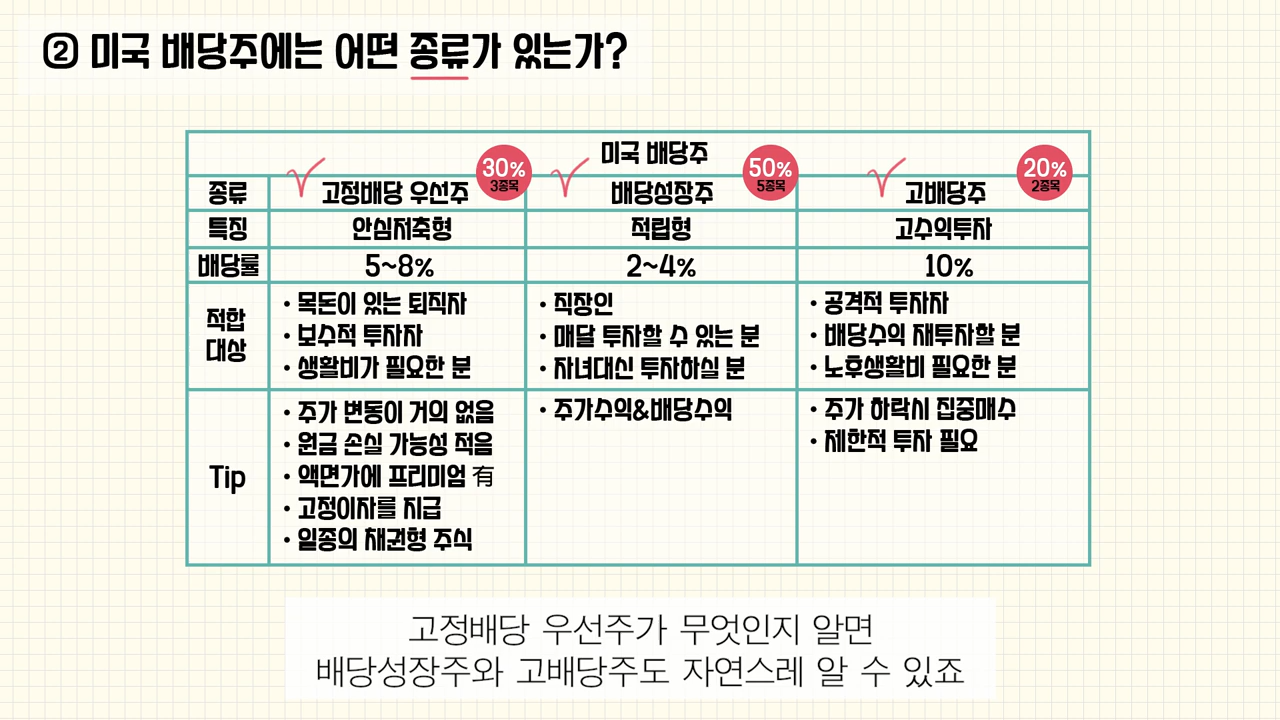 ② 미국 배당주에는 어떤 종류가 있는가?
미국 배당주
30%
3종목
50%
5종목
20%
2종목
종류
고정배당 우선주
배당성장주
고배당주
특징
안심저축형
적립형
고수익투자
배당률
5~8%
2~4%
10%
적합
대상
• 목돈이 있는 퇴직자
• 보수적 투자자
• 생활비가 필요한 분
• 직장인
• 매달 투자할 수 있는 분
• 자녀대신 투자하실 분
• 공격적 투자자
• 배당수익 재투자할 분
• 노후생활비 필요한 분
Tip
• 주가 변동이 거의 없음
• 원금 손실 가능성 적음
• 액면가에 프리미엄 有
• 고정이자를 지급
• 일종의 채권형 주식
• 주가수익&배당수익
• 주가 하락시 집중매수
• 제한적 투자 필요
고정배당 우선주가 무엇인지 알면
배당성장주와 고배당주도 자연스레 알 수 있죠